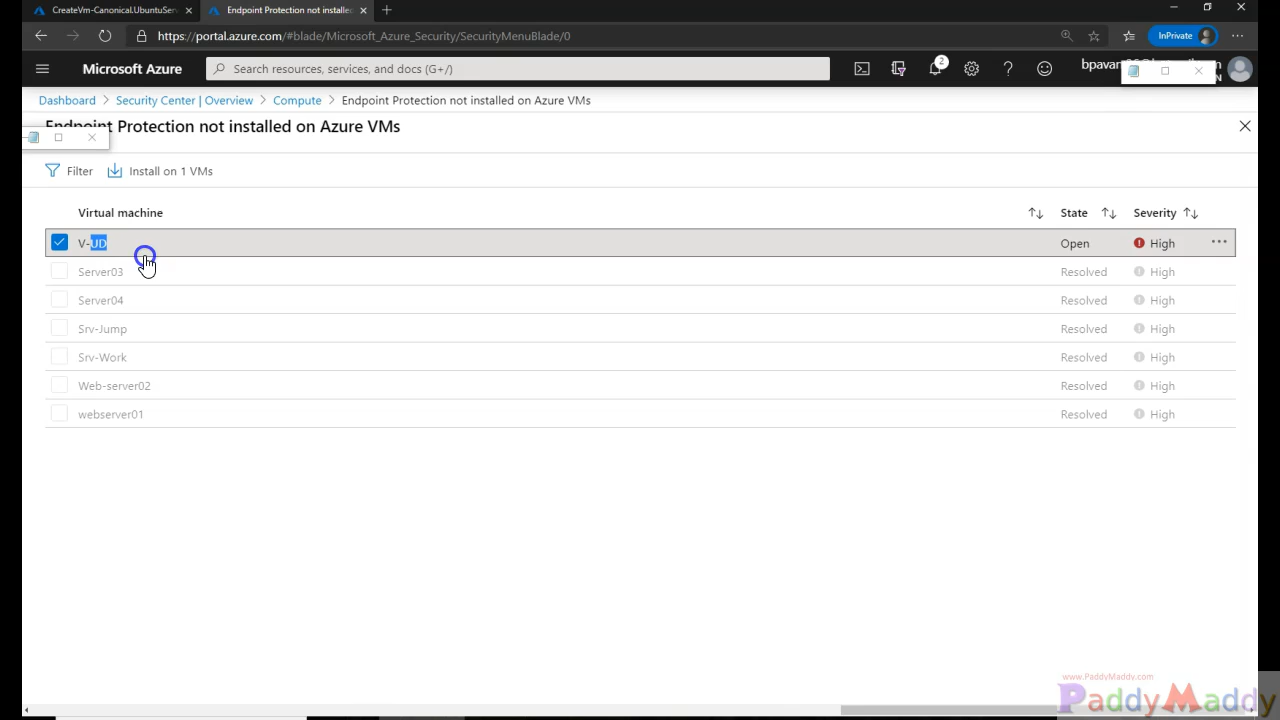 CreateVm-Canonical.UbuntuServ
Endpoint Protection not installed
https://portal.azure.com/#blade/Microsoft_Azure_Security/SecurityMenuBlade/0
InPrivate
Microsoft Azure
Search resources, services, and docs (G+/)
2
Dashboard > Security Center | Overview > Compute > Endpoint Protection not installed on Azure VMs
Endpoint Protection not installed on Azure VMs
Filter
Install on 1 VMs
Virtual machine State Severity
V-UD Open High
Server03 Resolved High
Server04 Resolved High
Srv-Jump Resolved High
Srv-Work Resolved High
Web-server02 Resolved High
webserver01 Resolved High
www.PaddyMaddy.com
PaddyMaddy